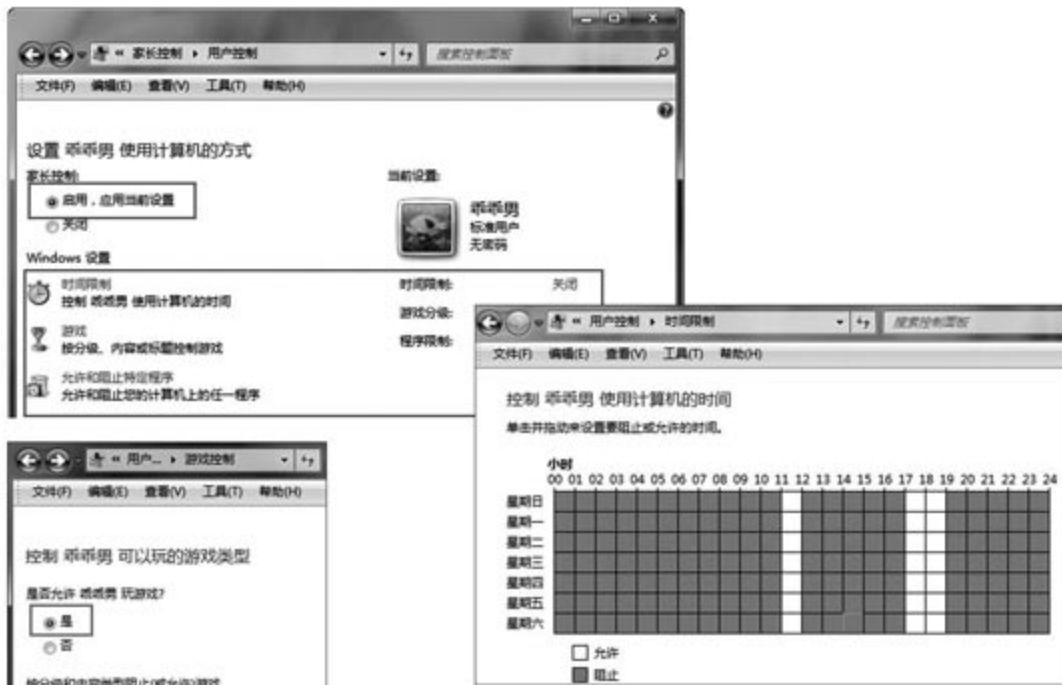 « 家长控制 ▸ 用户控制
搜索控制面板
文件(F) 编辑(E) 查看(V) 工具(T) 帮助(H)
设置 乖乖男 使用计算机的方式
家长控制:
启用，应用当前设置
关闭
当前设置:
乖乖男
标准用户
无密码
Windows 设置
时间限制
控制 乖乖男 使用计算机的时间
游戏
按分级、内容或标题控制游戏
允许和阻止特定程序
允许和阻止您的计算机上的任一程序
时间限制: 关闭
游戏分级:
程序限制:
« 用户控制 ▸ 时间限制
搜索控制面板
文件(F) 编辑(E) 查看(V) 工具(T) 帮助(H)
控制 乖乖男 使用计算机的时间
单击并拖动来设置要阻止或允许的时间。
小时
00 01 02 03 04 05 06 07 08 09 10 11 12 13 14 15 16 17 18 19 20 21 22 23 24
星期日
星期一
星期二
星期三
星期四
星期五
星期六
允许
阻止
« 用户... ▸ 游戏控制
文件(F) 编辑(E) 查看(V) 工具(T) 帮助(H)
控制 乖乖男 可以玩的游戏类型
是否允许 乖乖男 玩游戏?
是
否
按分级和内容类型阻止(或允许)游戏